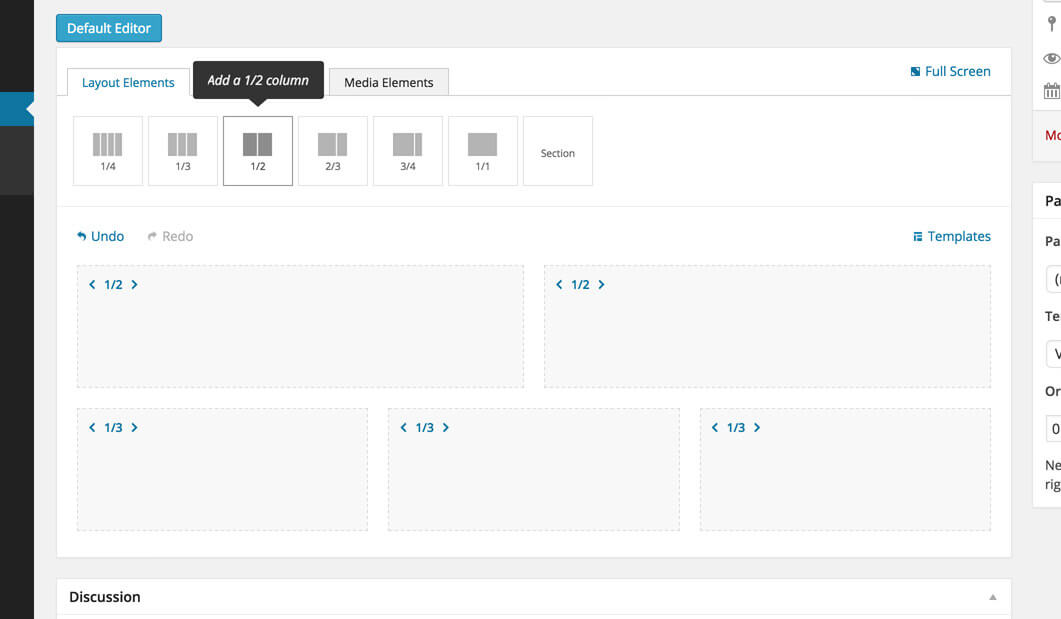 Default Editor
Layout Elements
Add a 1/2 column
Media Elements
Full Screen
1/4
1/3
1/2
2/3
3/4
1/1
Section
Undo
Redo
Templates
1/2
1/2
1/3
1/3
1/3
Discussion
Mo
Pa
Pa
(
Te
Or
0
Ne
rig